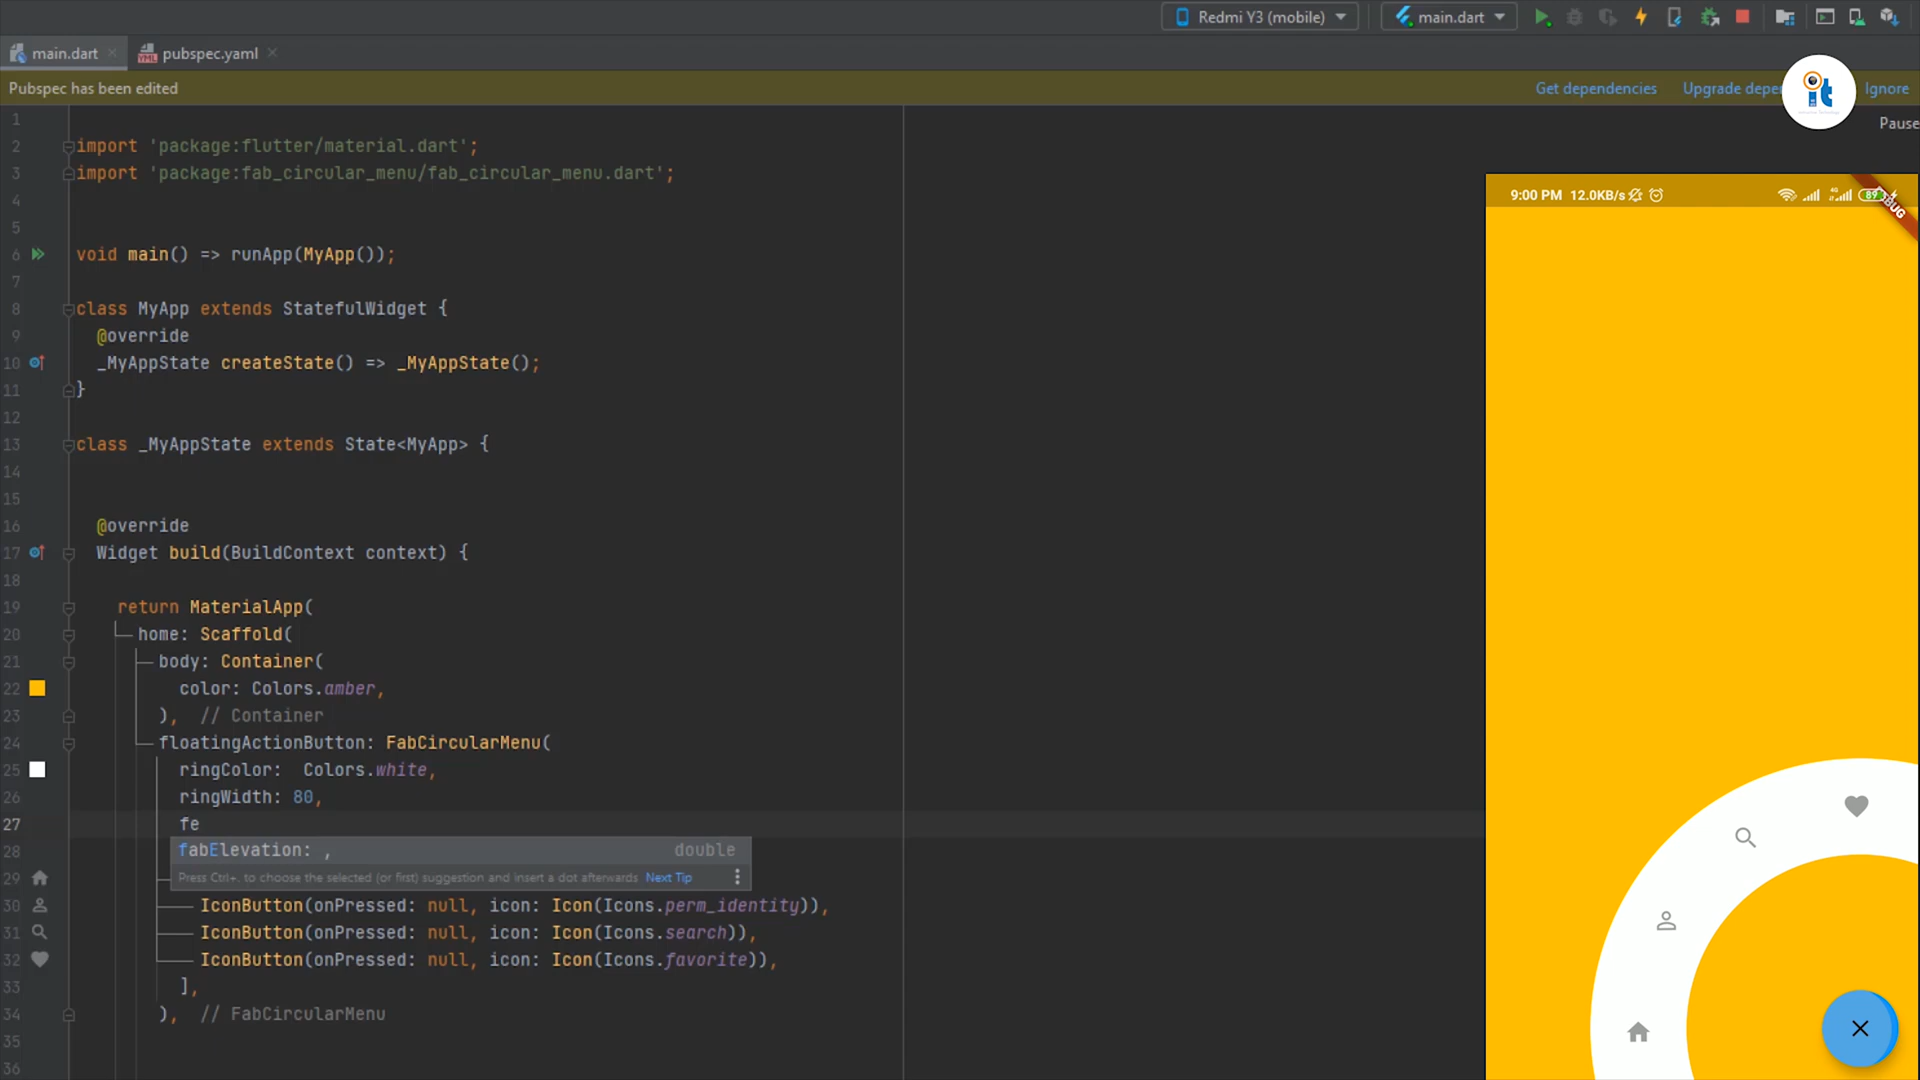 Redmi Y3 (mobile)
main.dart
main.dart
pubspec.yaml
Pubspec has been edited
Get dependencies
Upgrade depe
Ignore
it
Pause
1
2 import 'package:flutter/material.dart';
3 import 'package:fab_circular_menu/fab_circular_menu.dart';
4
5
6 void main() => runApp(MyApp());
7
8 class MyApp extends StatefulWidget {
9 @override
10 _MyAppState createState() => _MyAppState();
11 }
12
13 class _MyAppState extends State<MyApp> {
14
15
16 @override
17 Widget build(BuildContext context) {
18
19 return MaterialApp(
20 home: Scaffold(
21 body: Container(
22 color: Colors.amber,
23 ), // Container
24 floatingActionButton: FabCircularMenu(
25 ringColor: Colors.white,
26 ringWidth: 80,
27 fe
28 fabElevation: , double
29 Press Ctrl+. to choose the selected (or first) suggestion and insert a dot afterwards Next Tip
30 IconButton(onPressed: null, icon: Icon(Icons.perm_identity)),
31 IconButton(onPressed: null, icon: Icon(Icons.search)),
32 IconButton(onPressed: null, icon: Icon(Icons.favorite)),
33 ],
34 ), // FabCircularMenu
35
36
9:00 PM 12.0KB/s
4G
89
BUG